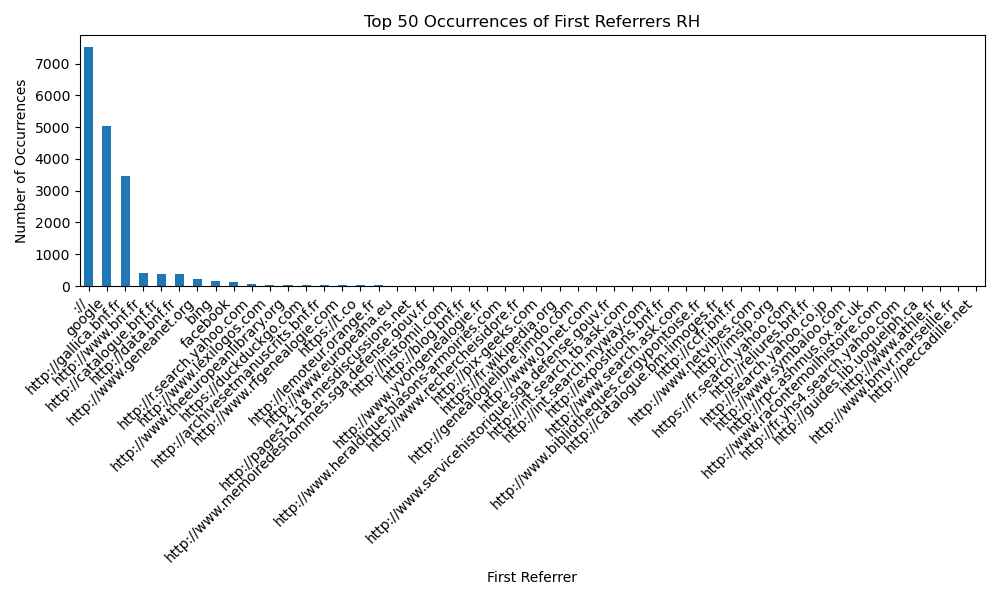 Top 50 Occurrences of First Referrers RH
Number of Occurrences
7000
6000
5000
4000
3000
2000
1000
0
://
google
http://gallica.bnf.fr
http://www.bnf.fr
http://catalogue.bnf.fr
http://data.bnf.fr
http://www.geneanet.org
bing
facebook
http://r.search.yahoo.com
http://www.lexilogos.com
http://www.theeuropeanlibrary.org
https://duckduckgo.com
http://archivesetmanuscrits.bnf.fr
http://www.rfgenealogie.com
https://t.co
http://lemoteur.orange.fr
http://www.europeana.eu
http://pages14-18.mesdiscussions.net
http://www.memoiredeshommes.sga.defense.gouv.fr
http://histomil.com
http://blog.bnf.fr
http://www.yvongenealogie.fr
http://www.heraldique-blasons-armoiries.com
http://www.rechercheisidore.fr
http://pix-geeks.com
https://fr.wikipedia.org
http://genealogielibre.jimdo.com
http://www.01net.com
http://www.servicehistorique.sga.defense.gouv.fr
http://int.search.tb.ask.com
http://int.search.myway.com
http://expositions.bnf.fr
http://www.search.ask.com
http://www.bibliotheques.cergypontoise.fr
http://catalogue.bfm-limoges.fr
http://ccfr.bnf.fr
http://www.netvibes.com
http://imslp.org
https://fr.search.yahoo.com
http://reliures.bnf.fr
http://search.yahoo.co.jp
http://www.symbaloo.com
http://rpc.ashmus.ox.ac.uk
http://www.racontemoilhistoire.com
http://fr.yhs4.search.yahoo.com
http://guides.lib.uoguelph.ca
http://www.athle.fr
http://www.bmvr.marseille.fr
http://peccadille.net
First Referrer